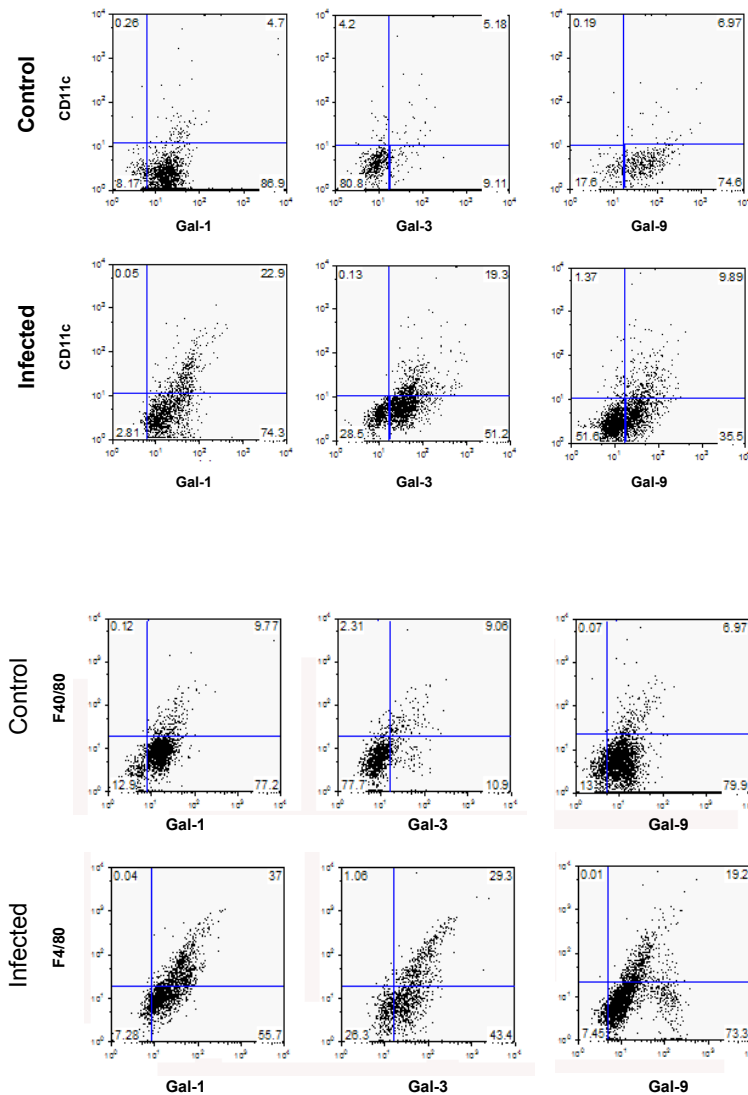 0.26 4.7
4.2 5.18
0.19 6.97
Control
CD11c
8.17 86.9
80.8 9.11
17.6 74.6
Gal-1 Gal-3 Gal-9
0.05 22.9
0.13 19.3
1.37 9.89
Infected
CD11c
2.81 74.3
28.5 51.2
51.6 35.5
Gal-1 Gal-3 Gal-9
0.12 9.77
2.31 9.06
0.07 6.97
Control
F40/80
12.9 77.2
77.7 10.9
13 79.9
Gal-1 Gal-3 Gal-9
0.04 37
1.06 29.3
0.01 19.2
Infected
F4/80
7.28 55.7
26.3 43.4
7.45 73.3
Gal-1 Gal-3 Gal-9